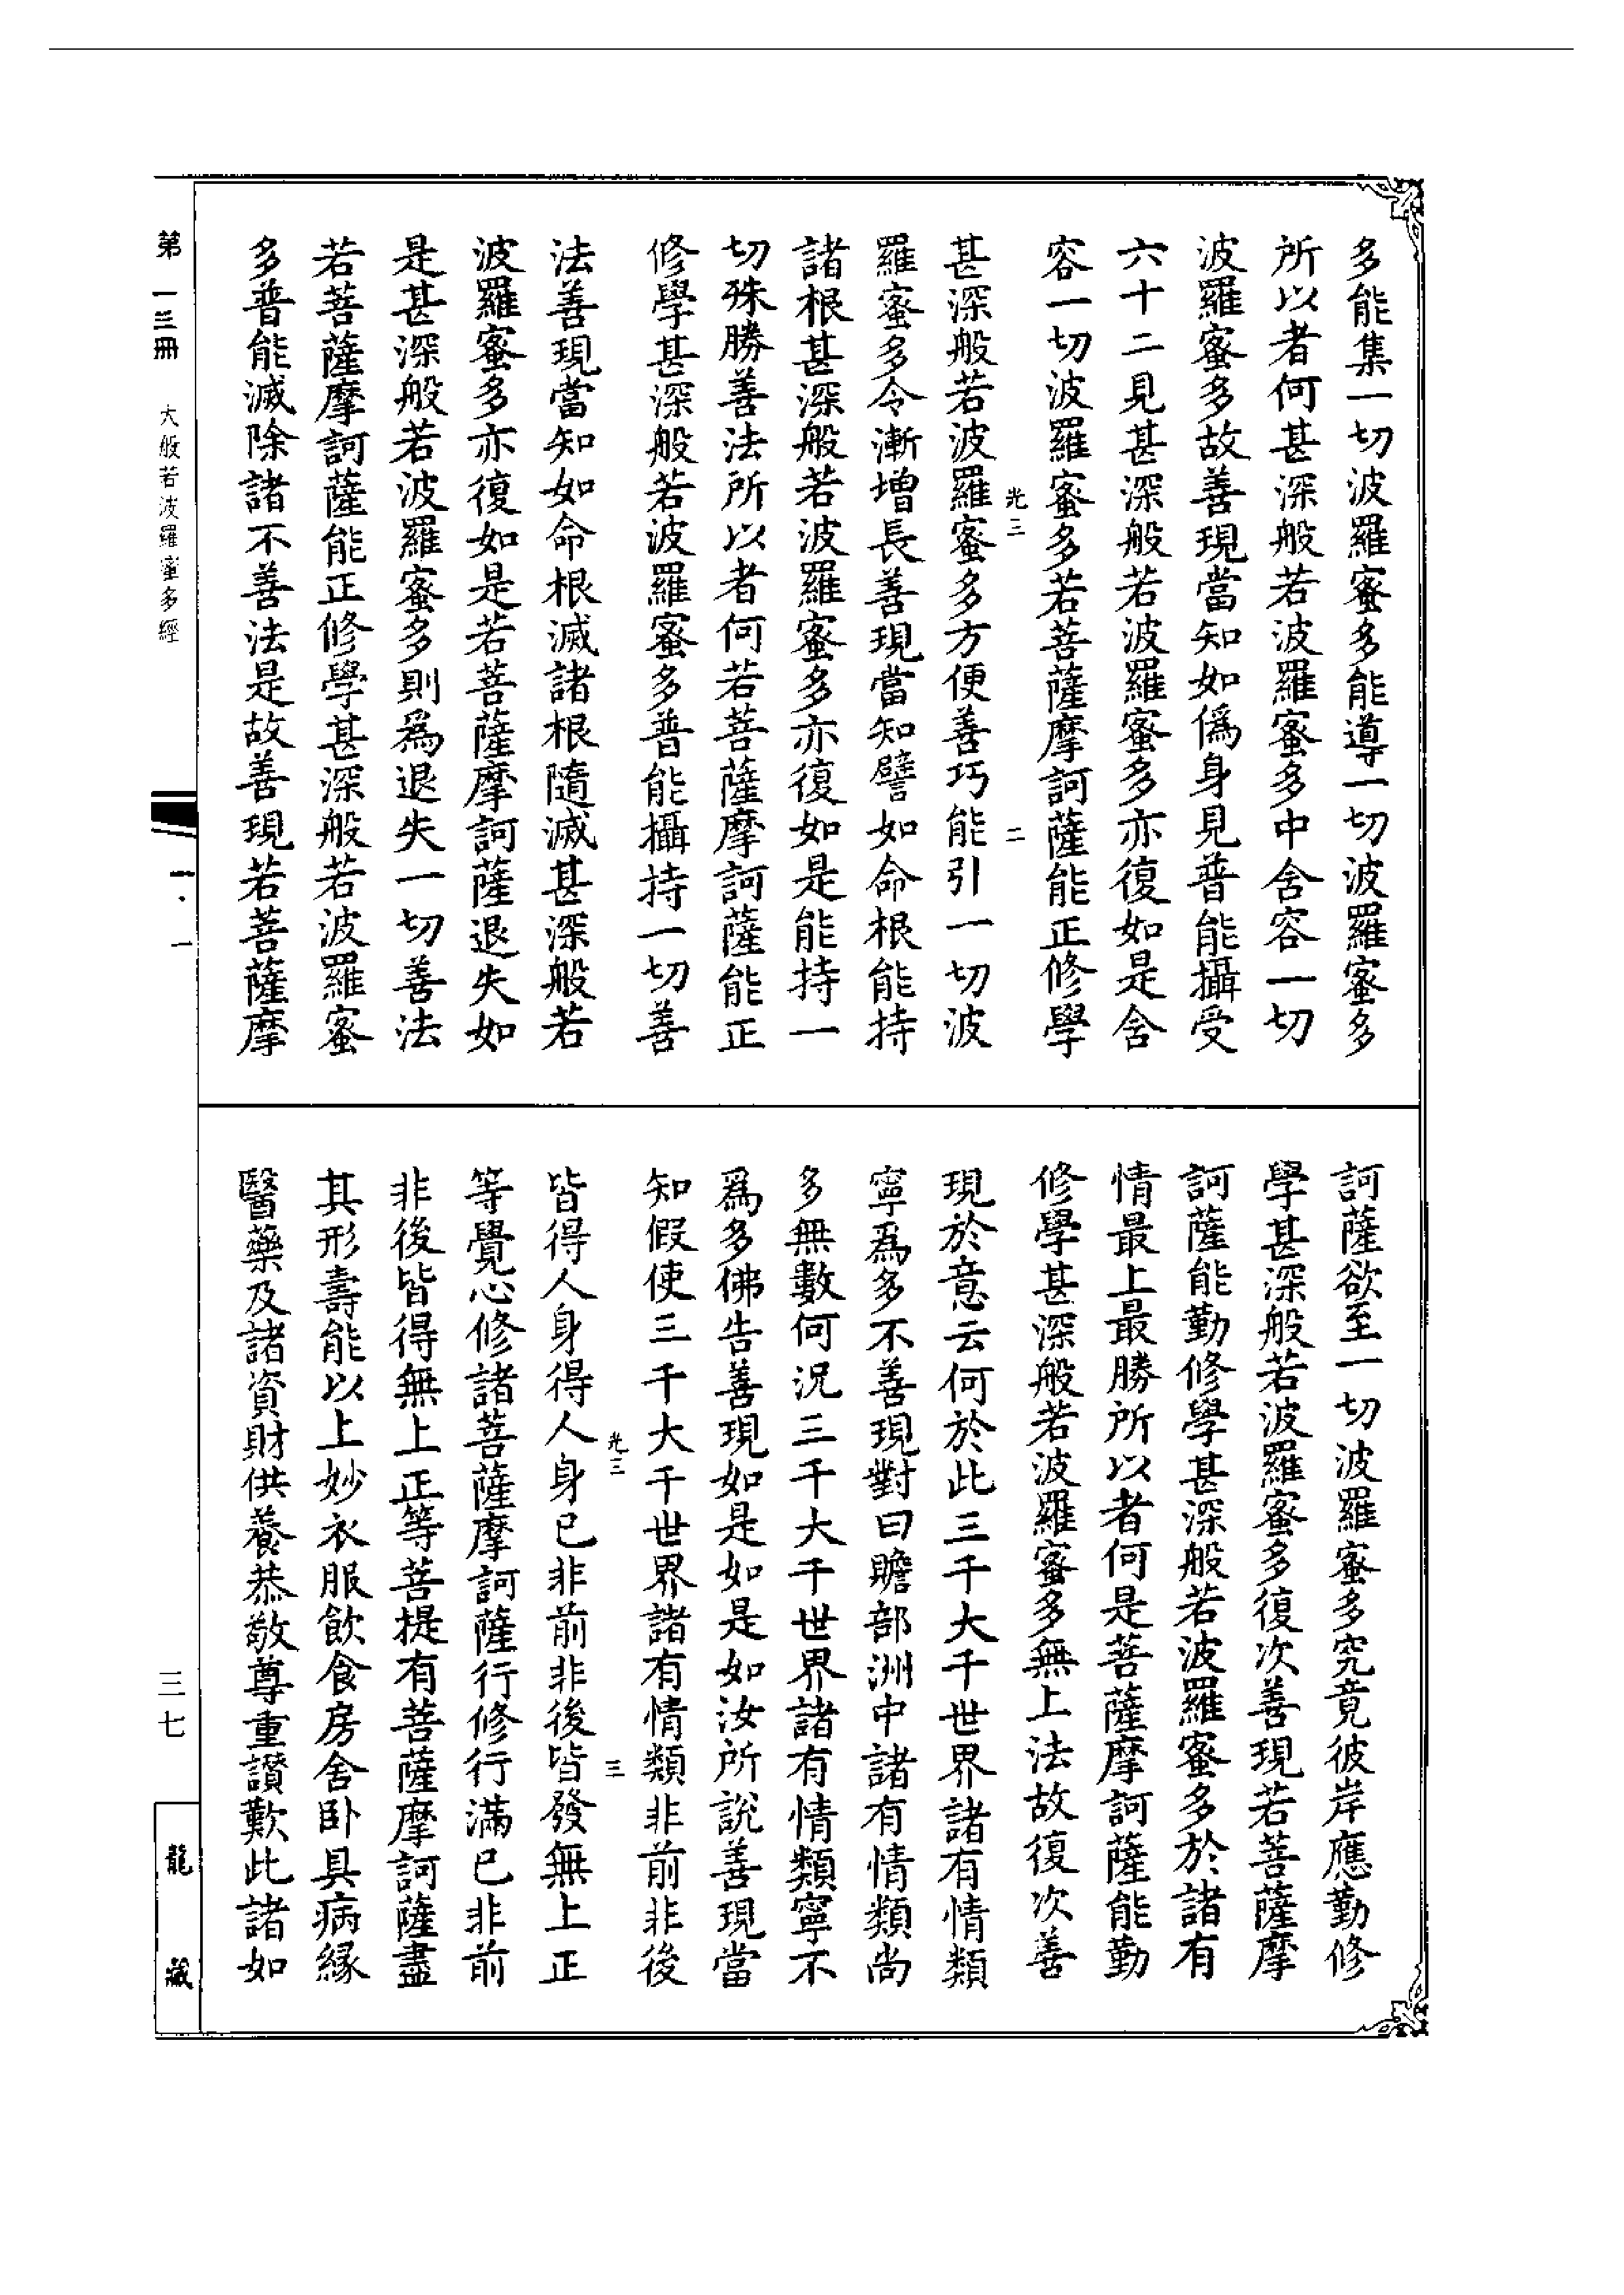 多能集一切波羅蜜多能導一切波羅蜜多
所以者何甚深般若波羅蜜多中含容一切
波羅蜜多故善現當知如僞身見普能攝受
六十二見甚深般若波羅蜜多亦復如是含
容一切波羅蜜多若菩薩摩訶薩能正修學
光三
二
甚深般若波羅蜜多方便善巧能引一切波
羅蜜多令漸增長善現當知譬如命根能持
諸根甚深般若波羅蜜多亦復如是能持一
切殊勝善法所以者何若菩薩摩訶薩能正
修學甚深般若波羅蜜多普能攝持一切善
法善現當知如命根滅諸根隨滅甚深般若
波羅蜜多亦復如是若菩薩摩訶薩退失如
是甚深般若波羅蜜多則爲退失一切善法
若菩薩摩訶薩能正修學甚深般若波羅蜜
多普能滅除諸不善法是故善現若菩薩摩
訶薩欲至一切波羅蜜多究竟彼岸應勤修
學甚深般若波羅蜜多復次善現若菩薩摩
訶薩能勤修學甚深般若波羅蜜多於諸有
情最上最勝所以者何是菩薩摩訶薩能勤
修學甚深般若波羅蜜多無上法故復次善
現於意云何於此三千大千世界諸有情類
寧爲多不善現對曰贍部洲中諸有情類尚
多無數何況三千大千世界諸有情類寧不
爲多佛告善現如是如是如汝所說善現當
知假使三千大千世界諸有情類非前非後
光三
三
皆得人身得人身已非前非後皆發無上正
等覺心修諸菩薩摩訶薩行修行滿已非前
非後皆得無上正等菩提有菩薩摩訶薩盡
其形壽能以上妙衣服飲食房舍卧具病緣
醫藥及諸資財供養恭敬尊重讚歎此諸如
第一三冊
大般若波羅蜜多經
一·一
三七
龍藏